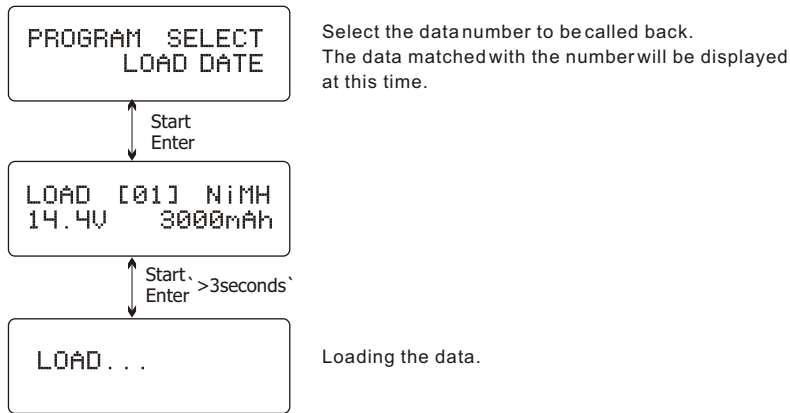 PROGRAM SELECT
LOAD DATE
Select the data number to be called back.
The data matched with the number will be displayed
at this time.
Start
Enter
LOAD [01] NiMH
14.4V 3000mAh
Start`
Enter >3seconds`
LOAD...
Loading the data.